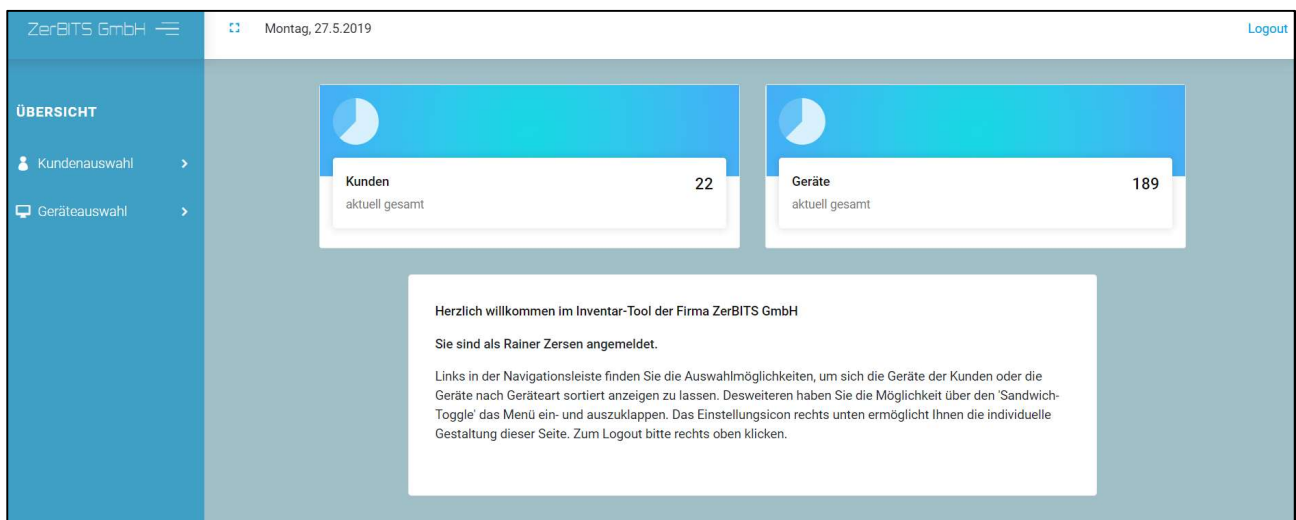 ZerBITS GmbH
Montag, 27.5.2019
Logout
ÜBERSICHT
Kundenauswahl
Geräteauswahl
Kunden 22
aktuell gesamt
Geräte 189
aktuell gesamt
Herzlich willkommen im Inventar-Tool der Firma ZerBITS GmbH
Sie sind als Rainer Zersen angemeldet.
Links in der Navigationsleiste finden Sie die Auswahlmöglichkeiten, um sich die Geräte der Kunden oder die
Geräte nach Geräteart sortiert anzeigen zu lassen. Desweiteren haben Sie die Möglichkeit über den 'Sandwich-
Toggle' das Menü ein- und auszuklappen. Das Einstellungsicon rechts unten ermöglicht Ihnen die individuelle
Gestaltung dieser Seite. Zum Logout bitte rechts oben klicken.